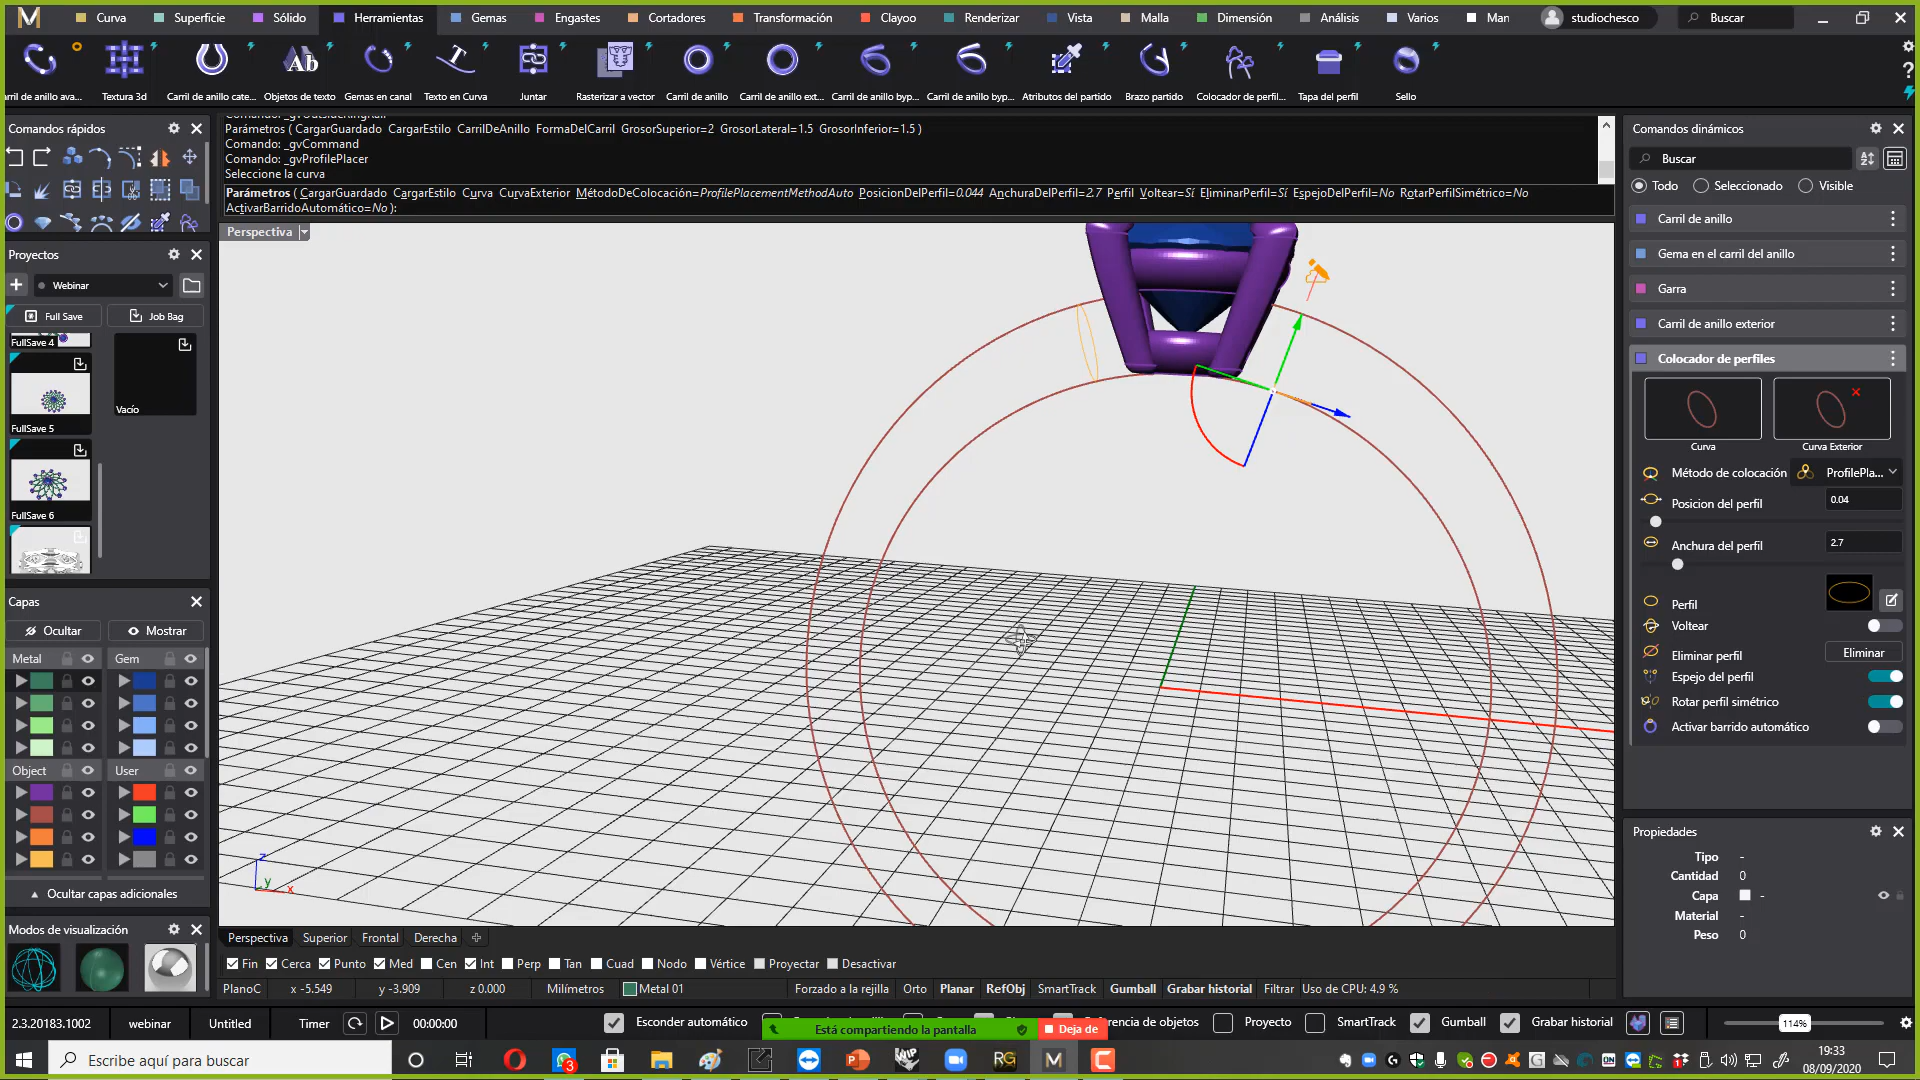 Curva Superficie Sólido Herramientas Gemas Engastes Cortadores Transformación Clayoo Renderizar Vista Malla Dimensión Análisis Varios Man studiochesco Buscar
arril de anillo ava... Textura 3d Carril de anillo cate... Objetos de texto Gemas en canal Texto en Curva Juntar Rasterizar a vector Carril de anillo Carril de anillo ext... Carril de anillo byp... Carril de anillo byp... Atributos del partido Brazo partido Colocador de perfil... Tapa del perfil Sello
Comandos rápidos
Parámetros ( CargarGuardado CargarEstilo CarrilDeAnillo FormaDelCarril GrosorSuperior=2 GrosorLateral=1.5 GrosorInferior=1.5 )
Comando: _gvCommand
Comando: _gvProfilePlacer
Seleccione la curva
Parámetros ( CargarGuardado CargarEstilo Curva CurvaExterior MétodoDeColocación=ProfilePlacementMethodAuto PosicionDelPerfil=0.044 AnchuraDelPerfil=2.7 Perfil Voltear=Sí EliminarPerfil=Sí EspejoDelPerfil=No RotarPerfilSimétrico=No
ActivarBarridoAutomático=No ):
Perspectiva
Proyectos
Webinar
Full Save Job Bag
FullSave 4
Vacío
FullSave 5
FullSave 6
Capas
Ocultar Mostrar
Metal Gem
Object User
Ocultar capas adicionales
Modos de visualización
z
y
x
Comandos dinámicos
Buscar
Todo Seleccionado Visible
Carril de anillo
Gema en el carril del anillo
Garra
Carril de anillo exterior
Colocador de perfiles
Curva Curva Exterior
Método de colocación ProfilePla...
Posicion del perfil 0.04
Anchura del perfil 2.7
Perfil
Voltear
Eliminar perfil Eliminar
Espejo del perfil
Rotar perfil simétrico
Activar barrido automático
Propiedades
Tipo -
Cantidad 0
Capa -
Material -
Peso 0
Perspectiva Superior Frontal Derecha
Fin Cerca Punto Med Cen Int Perp Tan Cuad Nodo Vértice Proyectar Desactivar
PlanoC x -5.549 y -3.909 z 0.000 Milímetros Metal 01 Forzado a la rejilla Orto Planar RefObj SmartTrack Gumball Grabar historial Filtrar Uso de CPU: 4.9 %
2.3.20183.1002 webinar Untitled Timer 00:00:00 Esconder automático Está compartiendo la pantalla Deja de erencia de objetos Proyecto SmartTrack Gumball Grabar historial 114%
Escribe aquí para buscar 3 RG ON 19:33
08/09/2020